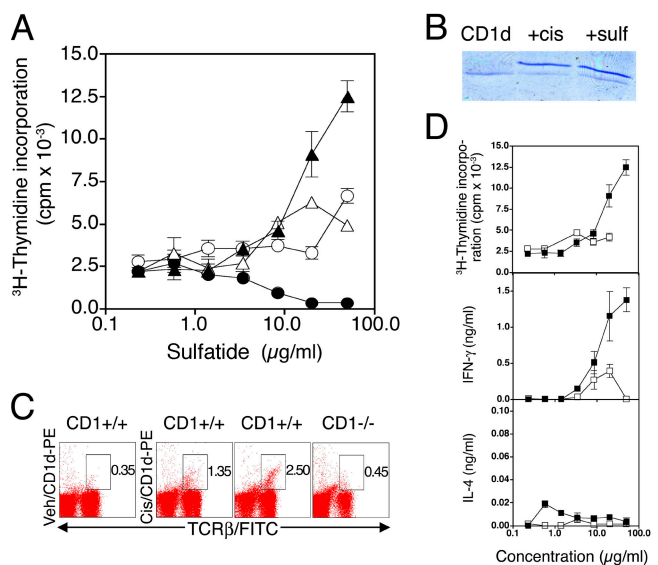 A
³H-Thymidine incorporation
(cpm x 10⁻³)
15.0
12.5
10.0
7.5
5.0
2.5
0.0
0.1 1.0 10.0 100.0
Sulfatide (µg/ml)
B
CD1d +cis +sulf
C
CD1+/+ CD1+/+ CD1+/+ CD1-/-
Veh/CD1d-PE
0.35
Cis/CD1d-PE
1.35
2.50
0.45
TCRβ/FITC
D
³H-Thymidine incorpo-
ration (cpm x 10⁻³)
15.0
12.5
10.0
7.5
5.0
2.5
0.0
IFN-γ (ng/ml)
1.5
1.0
0.5
0.0
IL-4 (ng/ml)
0.10
0.08
0.06
0.04
0.02
0.00
0.1 1.0 10.0 100.0
Concentration (µg/ml)